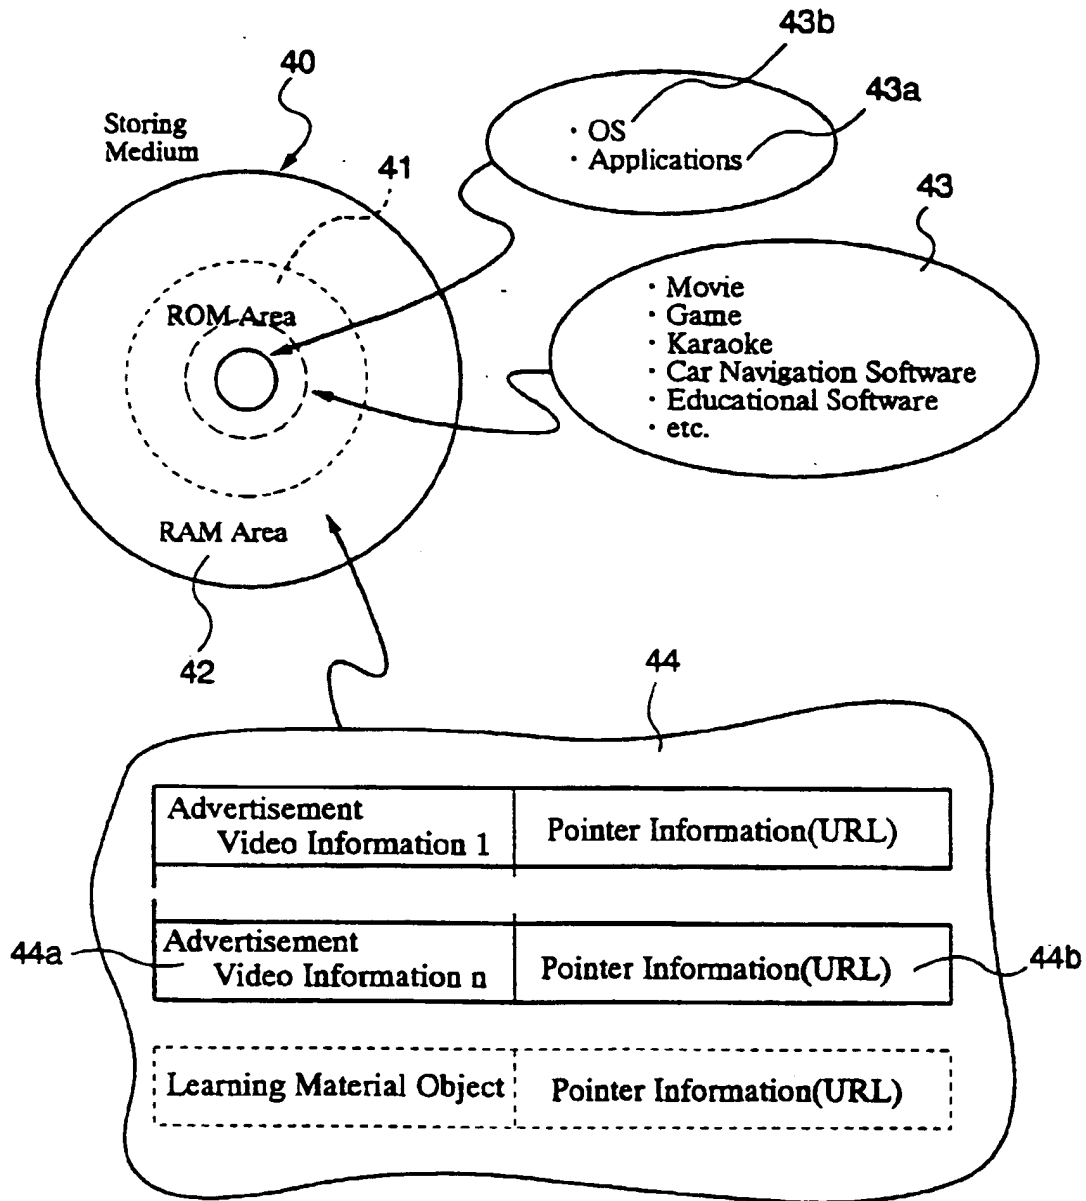 43b
40
43a
Storing
Medium
· OS
· Applications
41
43
ROM Area
· Movie
· Game
· Karaoke
· Car Navigation Software
· Educational Software
· etc.
RAM Area
42
44
Advertisement
Video Information 1
Pointer Information(URL)
Advertisement
Video Information n
Pointer Information(URL)
44a
44b
Learning Material Object
Pointer Information(URL)